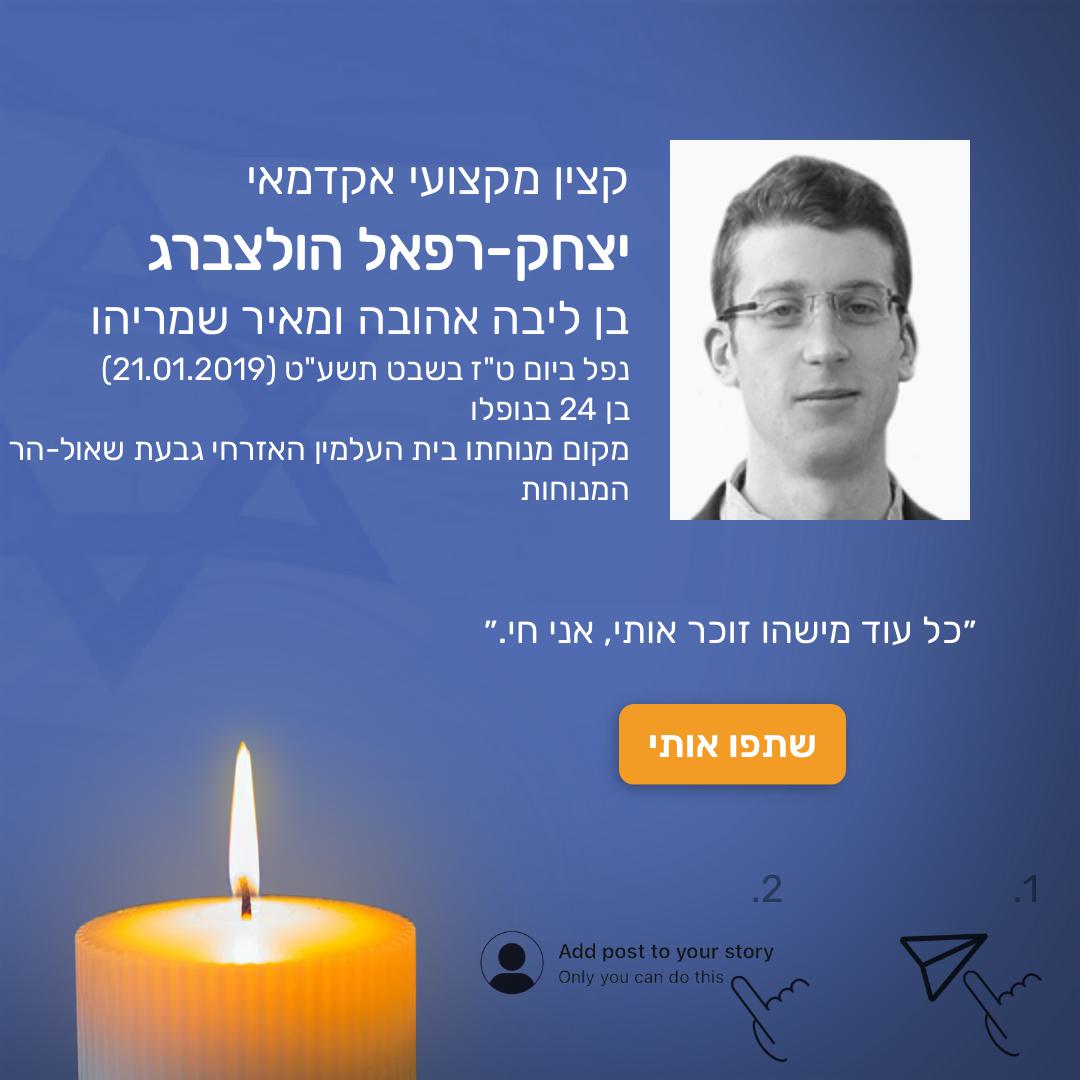 קצין מקצועי אקדמאי
יצחק-רפאל הולצברג
בן ליבה אהובה ומאיר שמריהו
נפל ביום ט"ז בשבט תשע"ט (21.01.2019)
בן 24 בנופלו
מקום מנוחתו בית העלמין האזרחי גבעת שאול-הר
המנוחות
״כל עוד מישהו זוכר אותי, אני חי.״
שתפו אותי
1.
2.
Add post to your story
Only you can do this